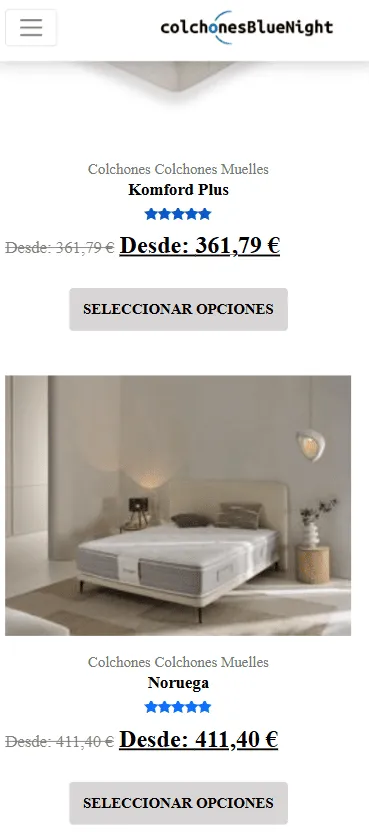 colchonesBlueNight
Colchones Colchones Muelles
Komford Plus
Desde: 361,79 € Desde: 361,79 €
SELECCIONAR OPCIONES
Colchones Colchones Muelles
Noruega
Desde: 411,40 € Desde: 411,40 €
SELECCIONAR OPCIONES